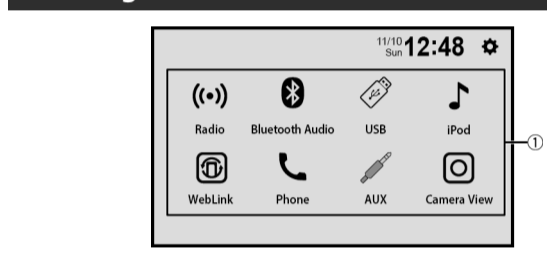 11/10
Sun 12:48
Radio Bluetooth Audio USB iPod
①
WebLink Phone AUX Camera View